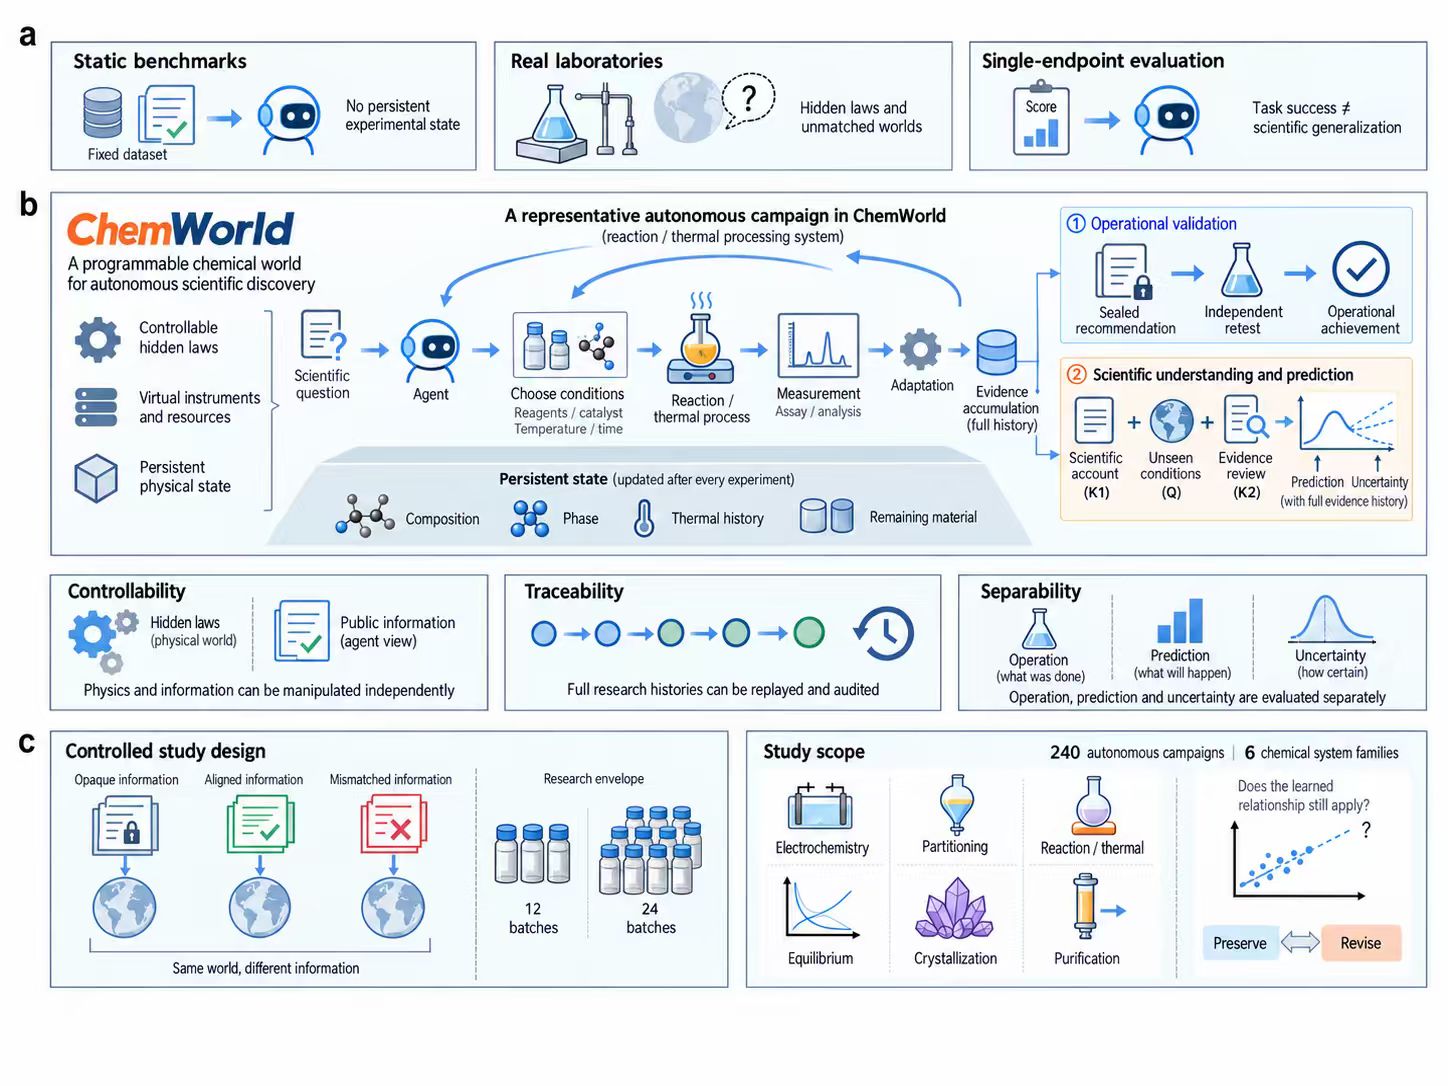 a
Static benchmarks
Fixed dataset
No persistent
experimental state
Real laboratories
?
Hidden laws and
unmatched worlds
Single-endpoint evaluation
Score
Task success ≠
scientific generalization
b
ChemWorld
A programmable chemical world
for autonomous scientific discovery
Controllable
hidden laws
Virtual instruments
and resources
Persistent
physical state
A representative autonomous campaign in ChemWorld
(reaction / thermal processing system)
?
Scientific
question
Agent
Choose conditions
Reagents / catalyst
Temperature / time
Reaction /
thermal process
Measurement
Assay / analysis
Adaptation
Evidence
accumulation
(full history)
Persistent state (updated after every experiment)
Composition
Phase
Thermal history
Remaining material
1 Operational validation
Sealed
recommendation
Independent
retest
Operational
achievement
2 Scientific understanding and prediction
+
+
Scientific
account
(K1)
Unseen
conditions
(Q)
Evidence
review
(K2)
Prediction
Uncertainty
(with full evidence history)
Controllability
Hidden laws
(physical world)
Public information
(agent view)
Physics and information can be manipulated independently
Traceability
Full research histories can be replayed and audited
Separability
Operation
(what was done)
Prediction
(what will happen)
Uncertainty
(how certain)
Operation, prediction and uncertainty are evaluated separately
c
Controlled study design
Opaque information
Aligned information
Mismatched information
Same world, different information
Research envelope
12
batches
24
batches
Study scope
240 autonomous campaigns | 6 chemical system families
Electrochemistry
Partitioning
Reaction / thermal
Equilibrium
Crystallization
Purification
Does the learned
relationship still apply?
?
Preserve
Revise